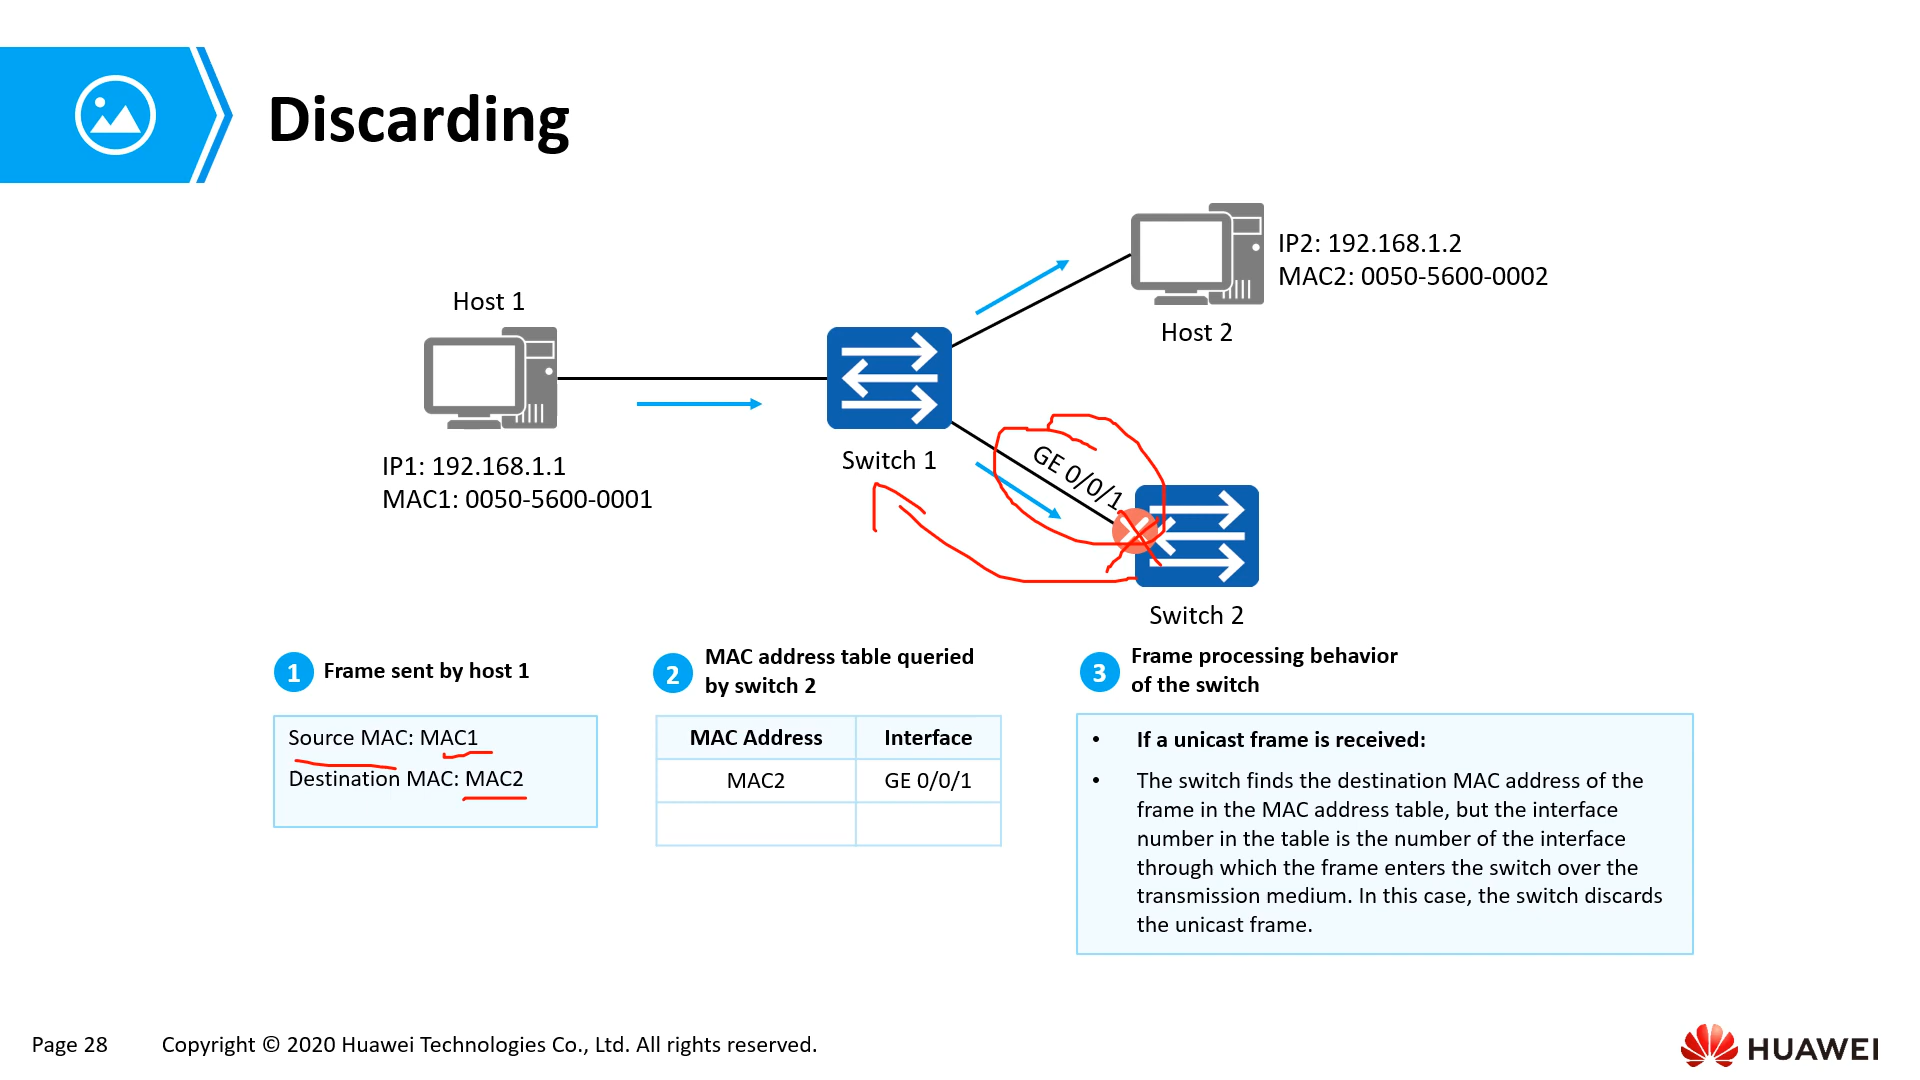 Discarding
IP2: 192.168.1.2
MAC2: 0050-5600-0002
Host 2
Host 1
IP1: 192.168.1.1
MAC1: 0050-5600-0001
Switch 1
GE 0/0/1
Switch 2
1 Frame sent by host 1
Source MAC: MAC1
Destination MAC: MAC2
2 MAC address table queried
by switch 2
MAC Address Interface
MAC2 GE 0/0/1
3 Frame processing behavior
of the switch
• If a unicast frame is received:
• The switch finds the destination MAC address of the
frame in the MAC address table, but the interface
number in the table is the number of the interface
through which the frame enters the switch over the
transmission medium. In this case, the switch discards
the unicast frame.
Page 28 Copyright © 2020 Huawei Technologies Co., Ltd. All rights reserved.
HUAWEI